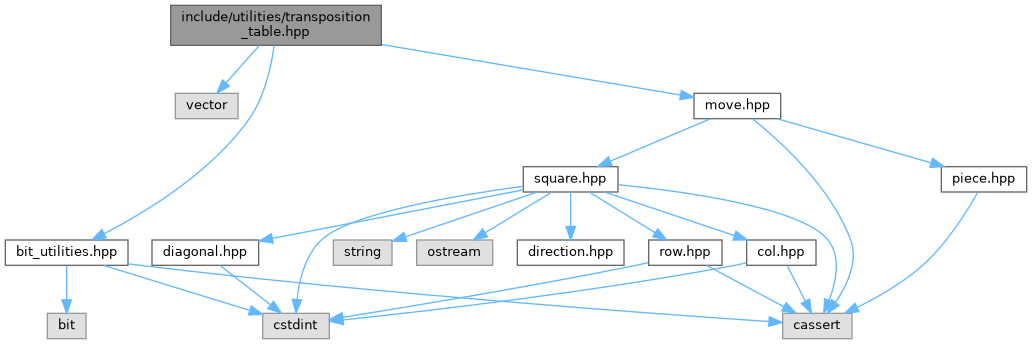 include/utilities/transposition
_table.hpp
vector
move.hpp
square.hpp
piece.hpp
bit_utilities.hpp
diagonal.hpp
string
ostream
direction.hpp
row.hpp
col.hpp
bit
cstdint
cassert